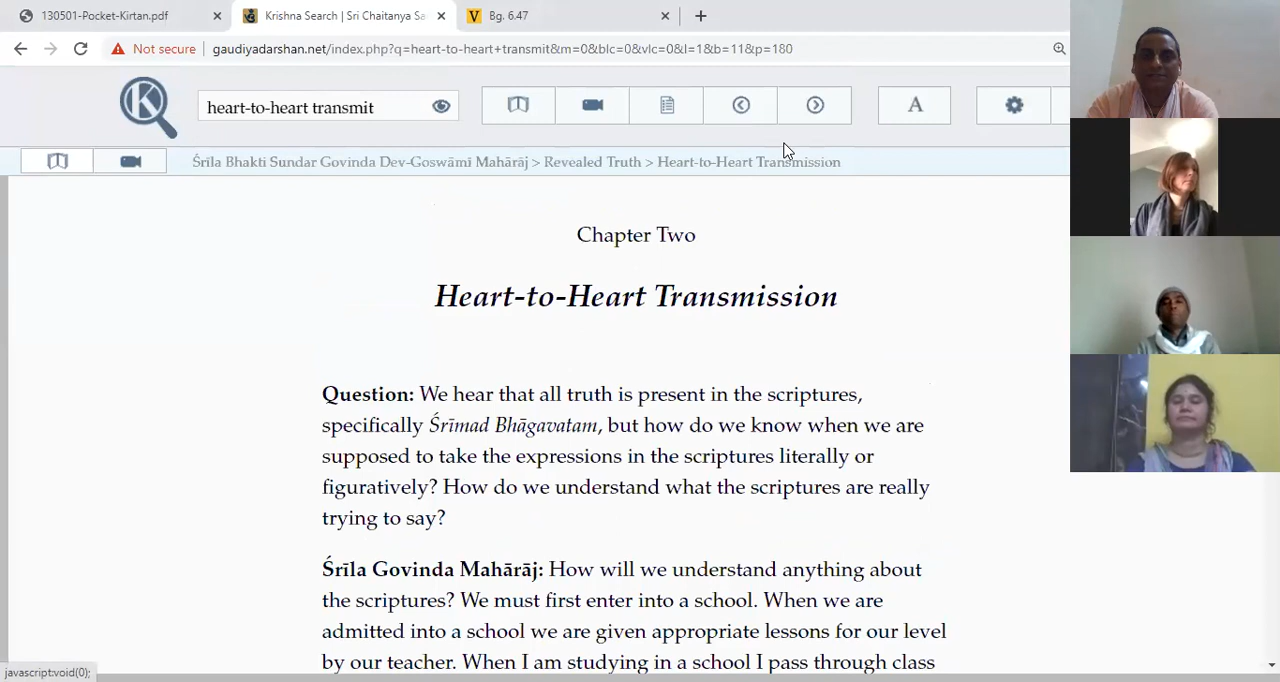 130501-Pocket-Kirtan.pdf
Krishna Search | Sri Chaitanya Sa
Bg. 6.47
Not secure
gaudiyadarshan.net/index.php?q=heart-to-heart+transmit&m=0&blc=0&vlc=0&l=1&b=11&p=180
K
heart-to-heart transmit
A
Śrīla Bhakti Sundar Govinda Dev-Goswāmī Mahārāj > Revealed Truth > Heart-to-Heart Transmission
Chapter Two
Heart-to-Heart Transmission
Question: We hear that all truth is present in the scriptures,
specifically Śrīmad Bhāgavatam, but how do we know when we are
supposed to take the expressions in the scriptures literally or
figuratively? How do we understand what the scriptures are really
trying to say?
Śrīla Govinda Mahārāj: How will we understand anything about
the scriptures? We must first enter into a school. When we are
admitted into a school we are given appropriate lessons for our level
by our teacher. When I am studying in a school I pass through class
javascript:void(0);